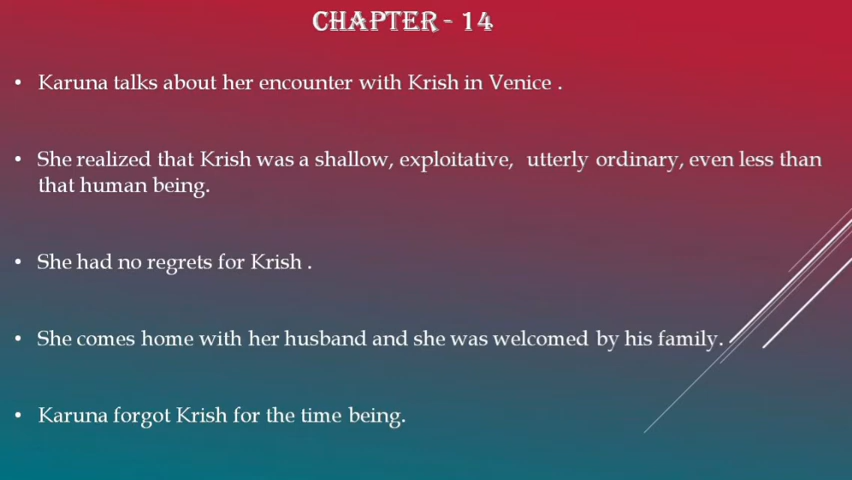 CHAPTER - 14
• Karuna talks about her encounter with Krish in Venice .
• She realized that Krish was a shallow, exploitative, utterly ordinary, even less than
that human being.
• She had no regrets for Krish .
• She comes home with her husband and she was welcomed by his family.
• Karuna forgot Krish for the time being.